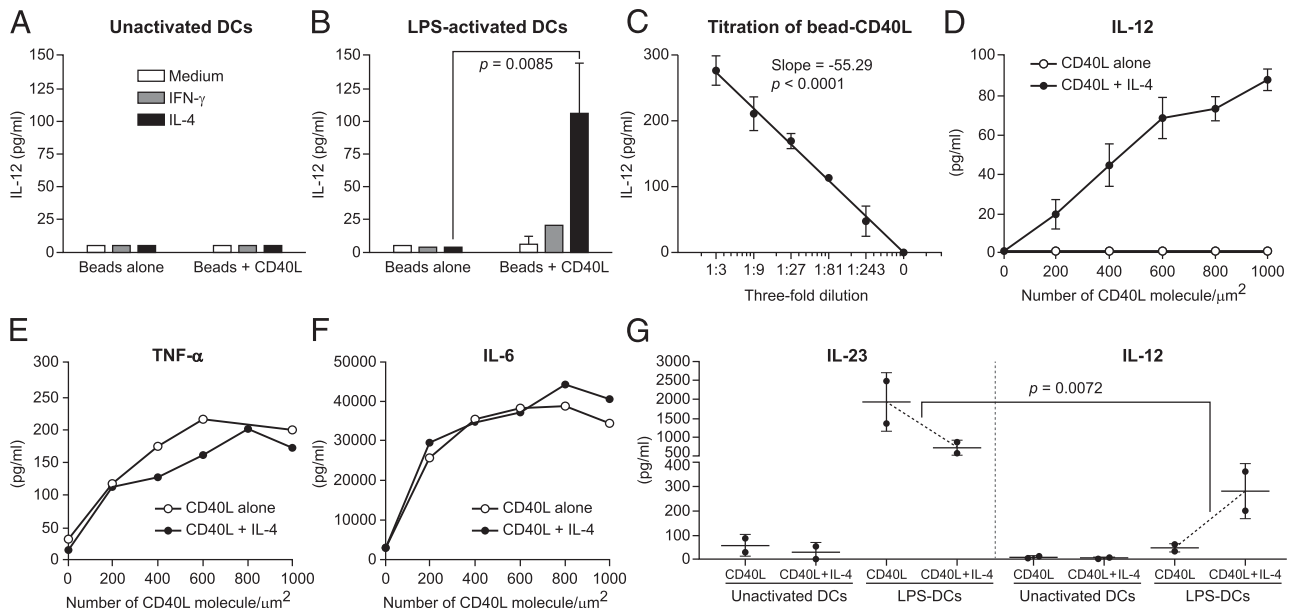 A
Unactivated DCs
IL-12 (pg/ml)
150
125
100
75
50
25
0
Medium
IFN-γ
IL-4
Beads alone
Beads + CD40L
B
LPS-activated DCs
IL-12 (pg/ml)
150
125
100
75
50
25
0
p = 0.0085
Beads alone
Beads + CD40L
C
Titration of bead-CD40L
IL-12 (pg/ml)
300
200
100
0
Slope = -55.29
p < 0.0001
1:3 1:9 1:27 1:81 1:243 0
Three-fold dilution
D
IL-12
(pg/ml)
100
80
60
40
20
0
CD40L alone
CD40L + IL-4
0 200 400 600 800 1000
Number of CD40L molecule/μm2
E
TNF-α
(pg/ml)
300
250
200
150
100
50
0
CD40L alone
CD40L + IL-4
0 200 400 600 800 1000
Number of CD40L molecule/μm2
F
IL-6
(pg/ml)
50000
40000
30000
20000
10000
0
CD40L alone
CD40L + IL-4
0 200 400 600 800 1000
Number of CD40L molecule/μm2
G
IL-23
IL-12
(pg/ml)
3000
2500
2000
1500
1000
500
400
300
200
100
0
p = 0.0072
CD40L CD40L+IL-4 CD40L CD40L+IL-4 CD40L CD40L+IL-4 CD40L CD40L+IL-4
Unactivated DCs LPS-DCs Unactivated DCs LPS-DCs